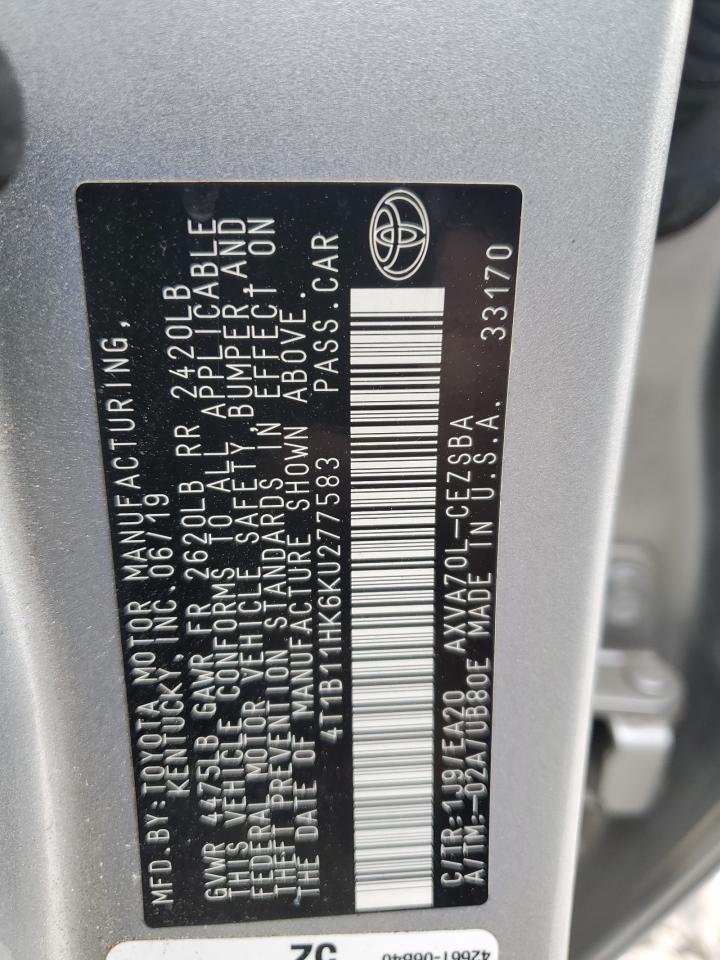 MFD.BY:TOYOTA MOTOR MANUFACTURING,
KENTUCKY, INC.06/19
GVWR 4475LB GAWR FR 2620LB RR 2420LB
THIS VEHICLE CONFORMS TO ALL APPLICABLE
FEDERAL MOTOR VEHICLE SAFETY,BUMPER,AND
THEFT PREVENTION STANDARDS IN EFFECT ON
THE DATE OF MANUFACTURE SHOWN ABOVE.
4T1B11HK6KU277583 PASS.CAR
C/TR:1J9/EA20 AXVA70L-CEZSBA
A/TM:-02A/UB80E MADE IN U.S.A. 33170
42661-06840